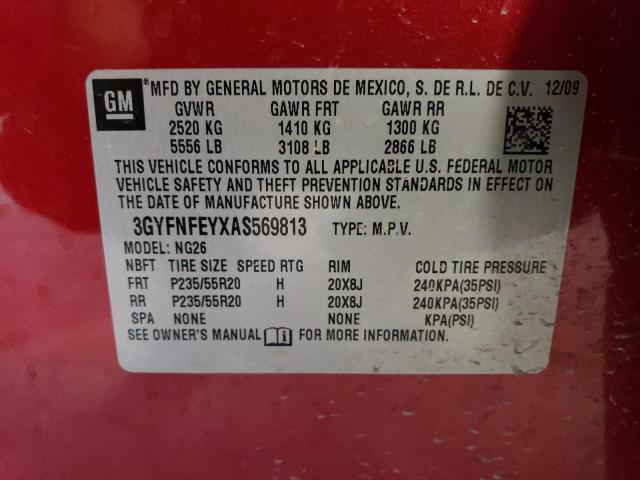 GM *MFD BY GENERAL MOTORS DE MEXICO, S. DE R.L. DE C.V. 12/09
GVWR GAWR FRT GAWR RR
2520 KG 1410 KG 1300 KG
5556 LB 3108 LB 2866 LB
THIS VEHICLE CONFORMS TO ALL APPLICABLE U.S. FEDERAL MOTOR
VEHICLE SAFETY AND THEFT PREVENTION STANDARDS IN EFFECT ON
THE DATE OF MANUFACTURE SHOWN ABOVE.
3GYFNFEYXAS569813 TYPE: M.P.V.
MODEL: NG26
NBFT TIRE SIZE SPEED RTG RIM COLD TIRE PRESSURE
FRT P235/55R20 H 20X8J 240KPA(35PSI)
RR P235/55R20 H 20X8J 240KPA(35PSI)
SPA NONE NONE KPA(PSI)
SEE OWNER'S MANUAL FOR MORE INFORMATION.